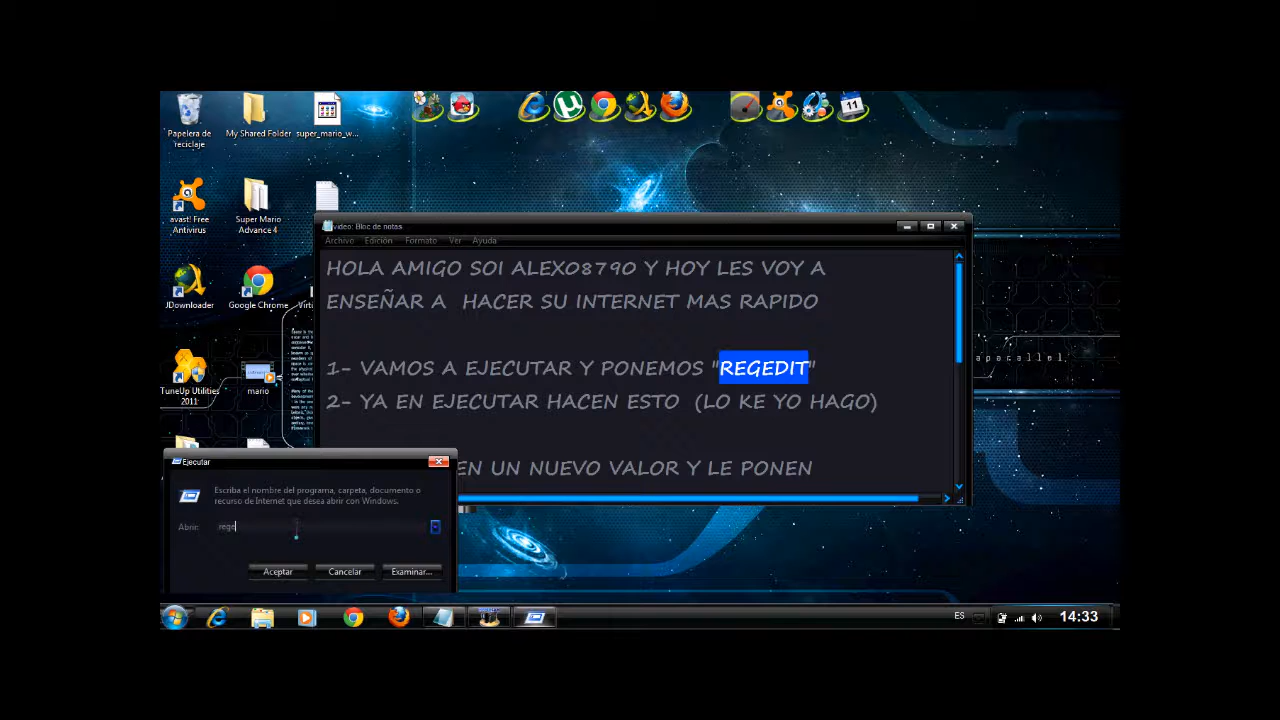 11
Papelera de
reciclaje
My Shared Folder
super_mario_w...
avast! Free
Antivirus
Super Mario
Advance 4
JDownloader
Google Chrome
TuneUp Utilities
2011
mario
video: Bloc de notas
Archivo Edición Formato Ver Ayuda
HOLA AMIGO SOI ALEX08790 Y HOY LES VOY A
ENSEÑAR A HACER SU INTERNET MAS RAPIDO
1- VAMOS A EJECUTAR Y PONEMOS "REGEDIT"
2- YA EN EJECUTAR HACEN ESTO (LO KE YO HAGO)
EN UN NUEVO VALOR Y LE PONEN
parallel.
Ejecutar
Escriba el nombre del programa, carpeta, documento o
recurso de Internet que desea abrir con Windows.
Abrir: rege
Aceptar Cancelar Examinar...
ES 14:33